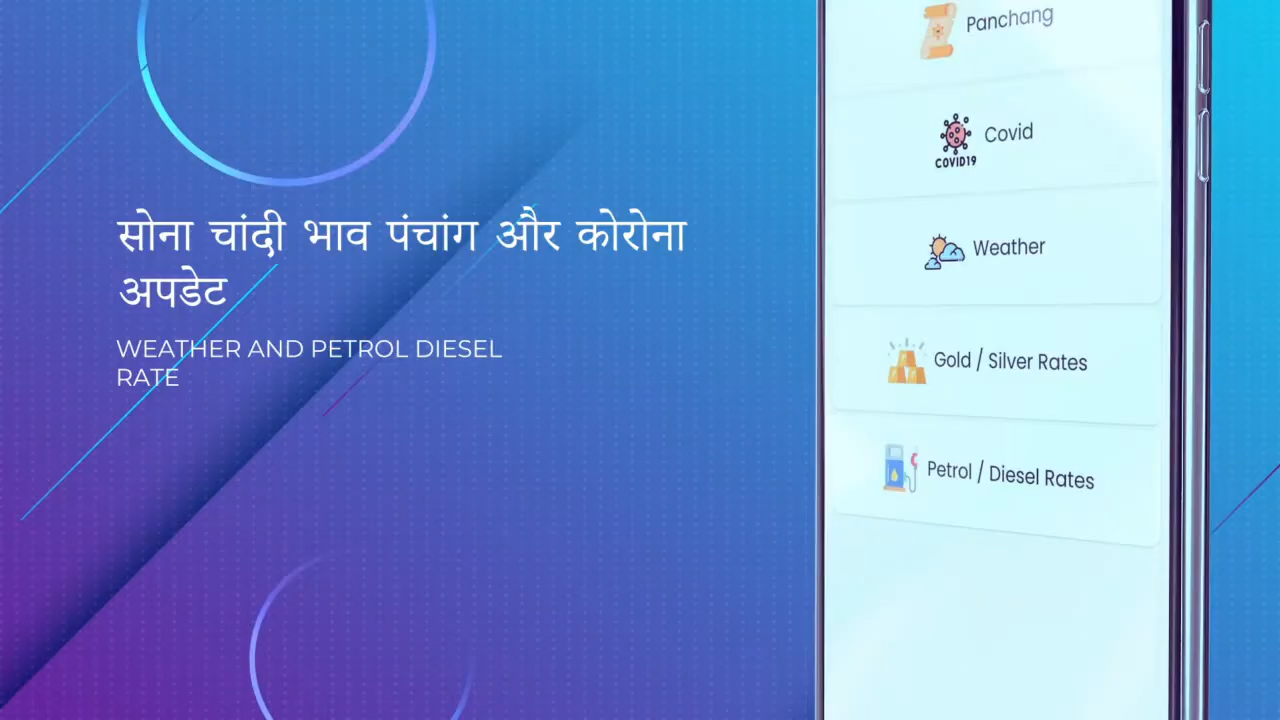 सोना चांदी भाव पंचांग और कोरोना
अपडेट
WEATHER AND PETROL DIESEL
RATE
Panchang
COVID19
Covid
Weather
Gold / Silver Rates
Petrol / Diesel Rates